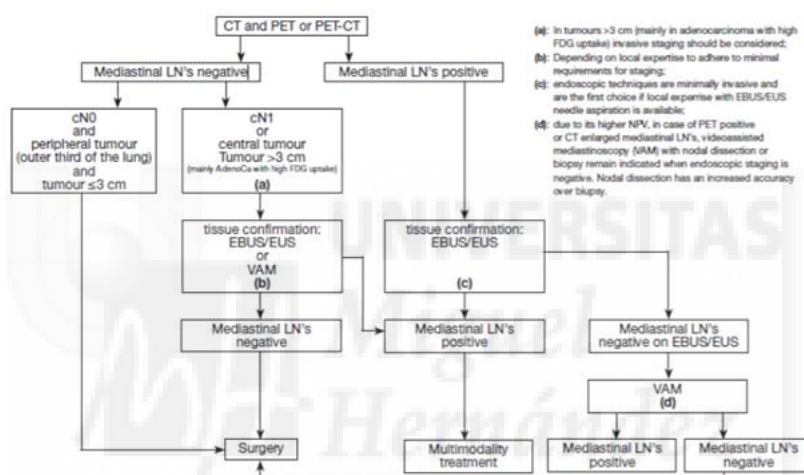 CT and PET or PET-CT
Mediastinal LN's negative
Mediastinal LN's positive
cN0
and
peripheral tumour
(outer third of the lung)
and
tumour ≤3 cm
cN1
or
central tumour
Tumour >3 cm
(mainly AdenoCa with high FDG uptake)
(a)
(a): In tumours >3 cm (mainly in adenocarcinoma with high
FDG uptake) invasive staging should be considered;
(b): Depending on local expertise to adhere to minimal
requirements for staging;
(c): endoscopic techniques are minimally invasive and
are the first choice if local expertise with EBUS/EUS
needle aspiration is available;
(d): due to its higher NPV, in case of PET positive
or CT enlarged mediastinal LN's, videoassisted
mediastinoscopy (VAM) with nodal dissection or
biopsy remain indicated when endoscopic staging is
negative. Nodal dissection has an increased accuracy
over biopsy.
tissue confirmation:
EBUS/EUS
or
VAM
(b)
tissue confirmation:
EBUS/EUS
(c)
Mediastinal LN's
negative
Mediastinal LN's
positive
Mediastinal LN's
negative on EBUS/EUS
VAM
(d)
Surgery
Multimodality
treatment
Mediastinal LN's
positive
Mediastinal LN's
negative
UNIVERSITAS
Miguel
Hernández